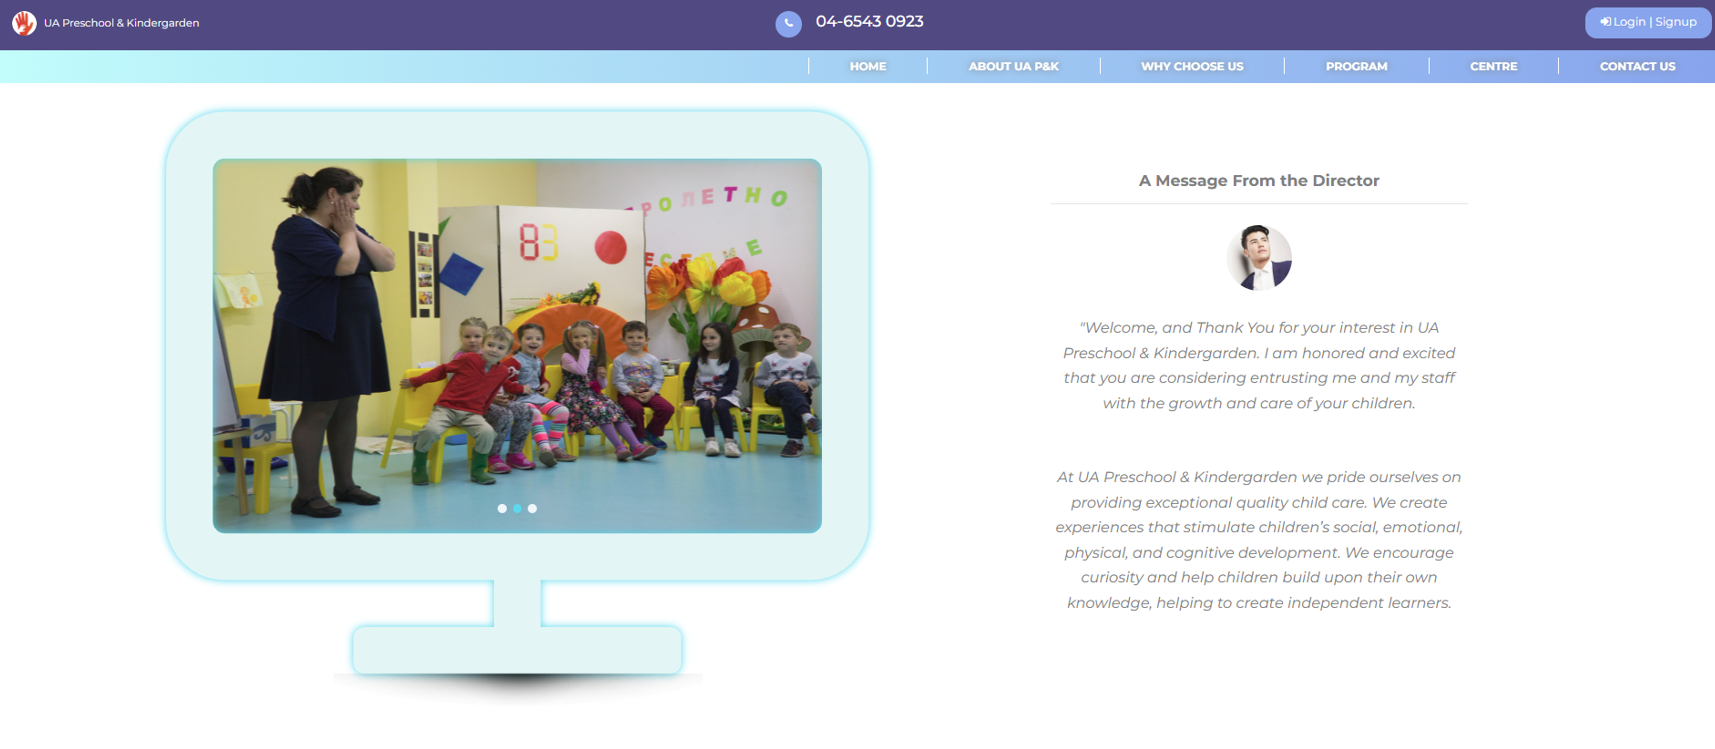 UA Preschool & Kindergarden
04-6543 0923
Login | Signup
HOME
ABOUT UA P&K
WHY CHOOSE US
PROGRAM
CENTRE
CONTACT US
РОЛЕТНО
83
A Message From the Director
"Welcome, and Thank You for your interest in UA
Preschool & Kindergarden. I am honored and excited
that you are considering entrusting me and my staff
with the growth and care of your children.
At UA Preschool & Kindergarden we pride ourselves on
providing exceptional quality child care. We create
experiences that stimulate children's social, emotional,
physical, and cognitive development. We encourage
curiosity and help children build upon their own
knowledge, helping to create independent learners.